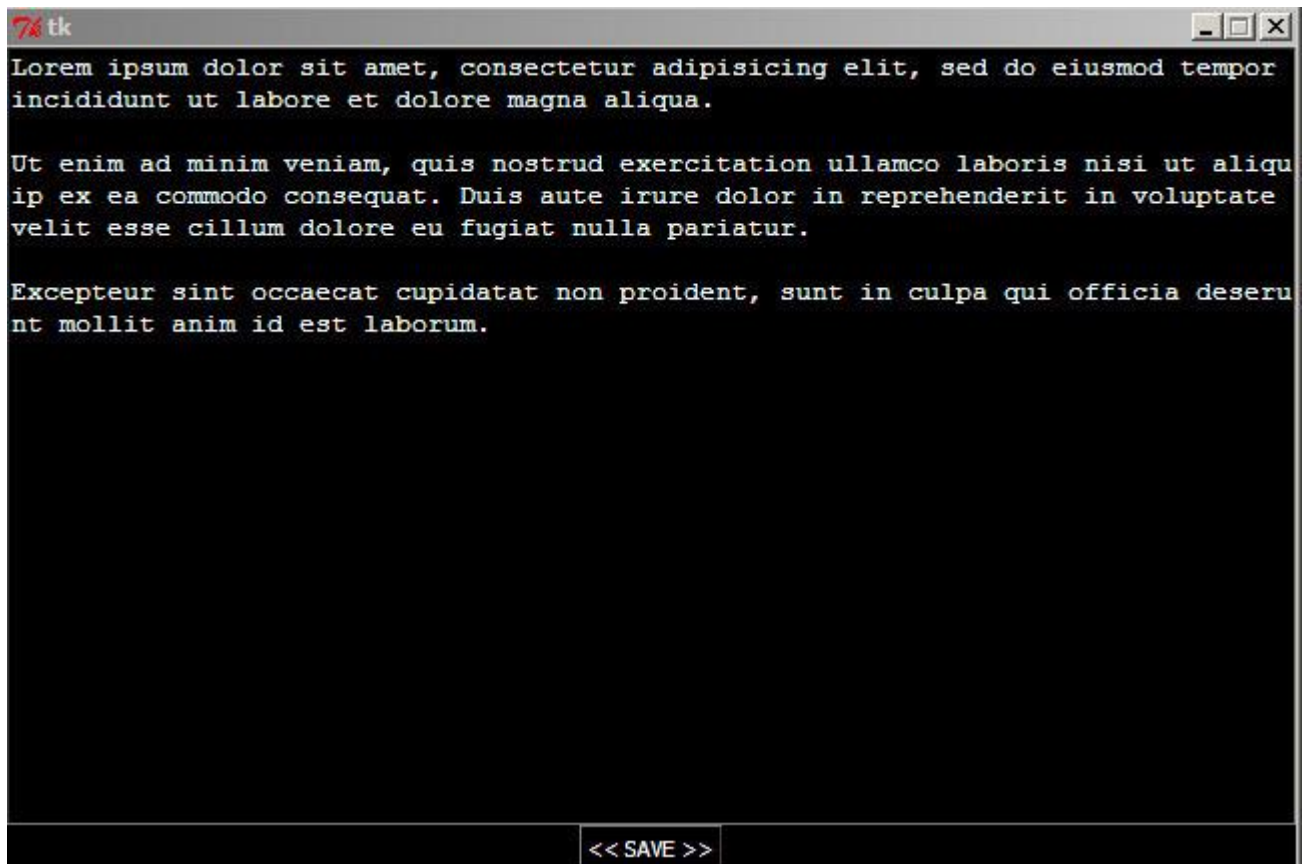 tk
Lorem ipsum dolor sit amet, consectetur adipisicing elit, sed do eiusmod tempor
incididunt ut labore et dolore magna aliqua.
Ut enim ad minim veniam, quis nostrud exercitation ullamco laboris nisi ut aliqu
ip ex ea commodo consequat. Duis aute irure dolor in reprehenderit in voluptate
velit esse cillum dolore eu fugiat nulla pariatur.
Excepteur sint occaecat cupidatat non proident, sunt in culpa qui officia deseru
nt mollit anim id est laborum.
<< SAVE >>